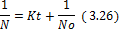 1/N = Kt + 1/No (3.26)